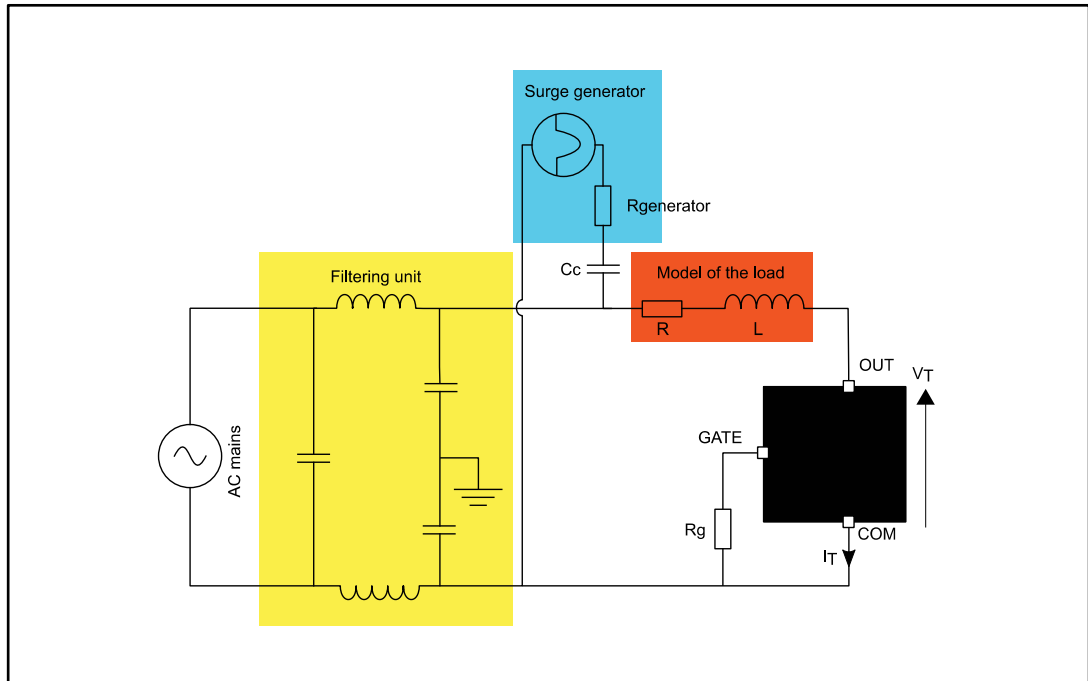 Surge generator
Rgenerator
Filtering unit
Cc
Model of the load
R
L
OUT
VT
GATE
AC mains
Rg
COM
IT